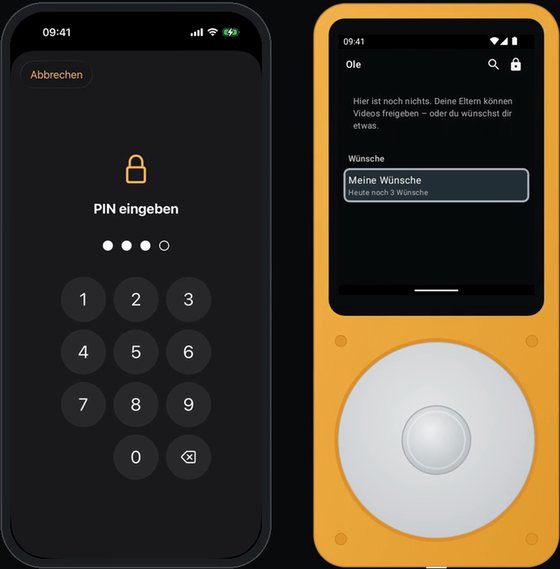 09:41
Abbrechen
PIN eingeben
1 2 3
4 5 6
7 8 9
0
09:41
Ole
Hier ist noch nichts. Deine Eltern können
Videos freigeben – oder du wünschst dir
etwas.
Wünsche
Meine Wünsche
Heute noch 3 Wünsche